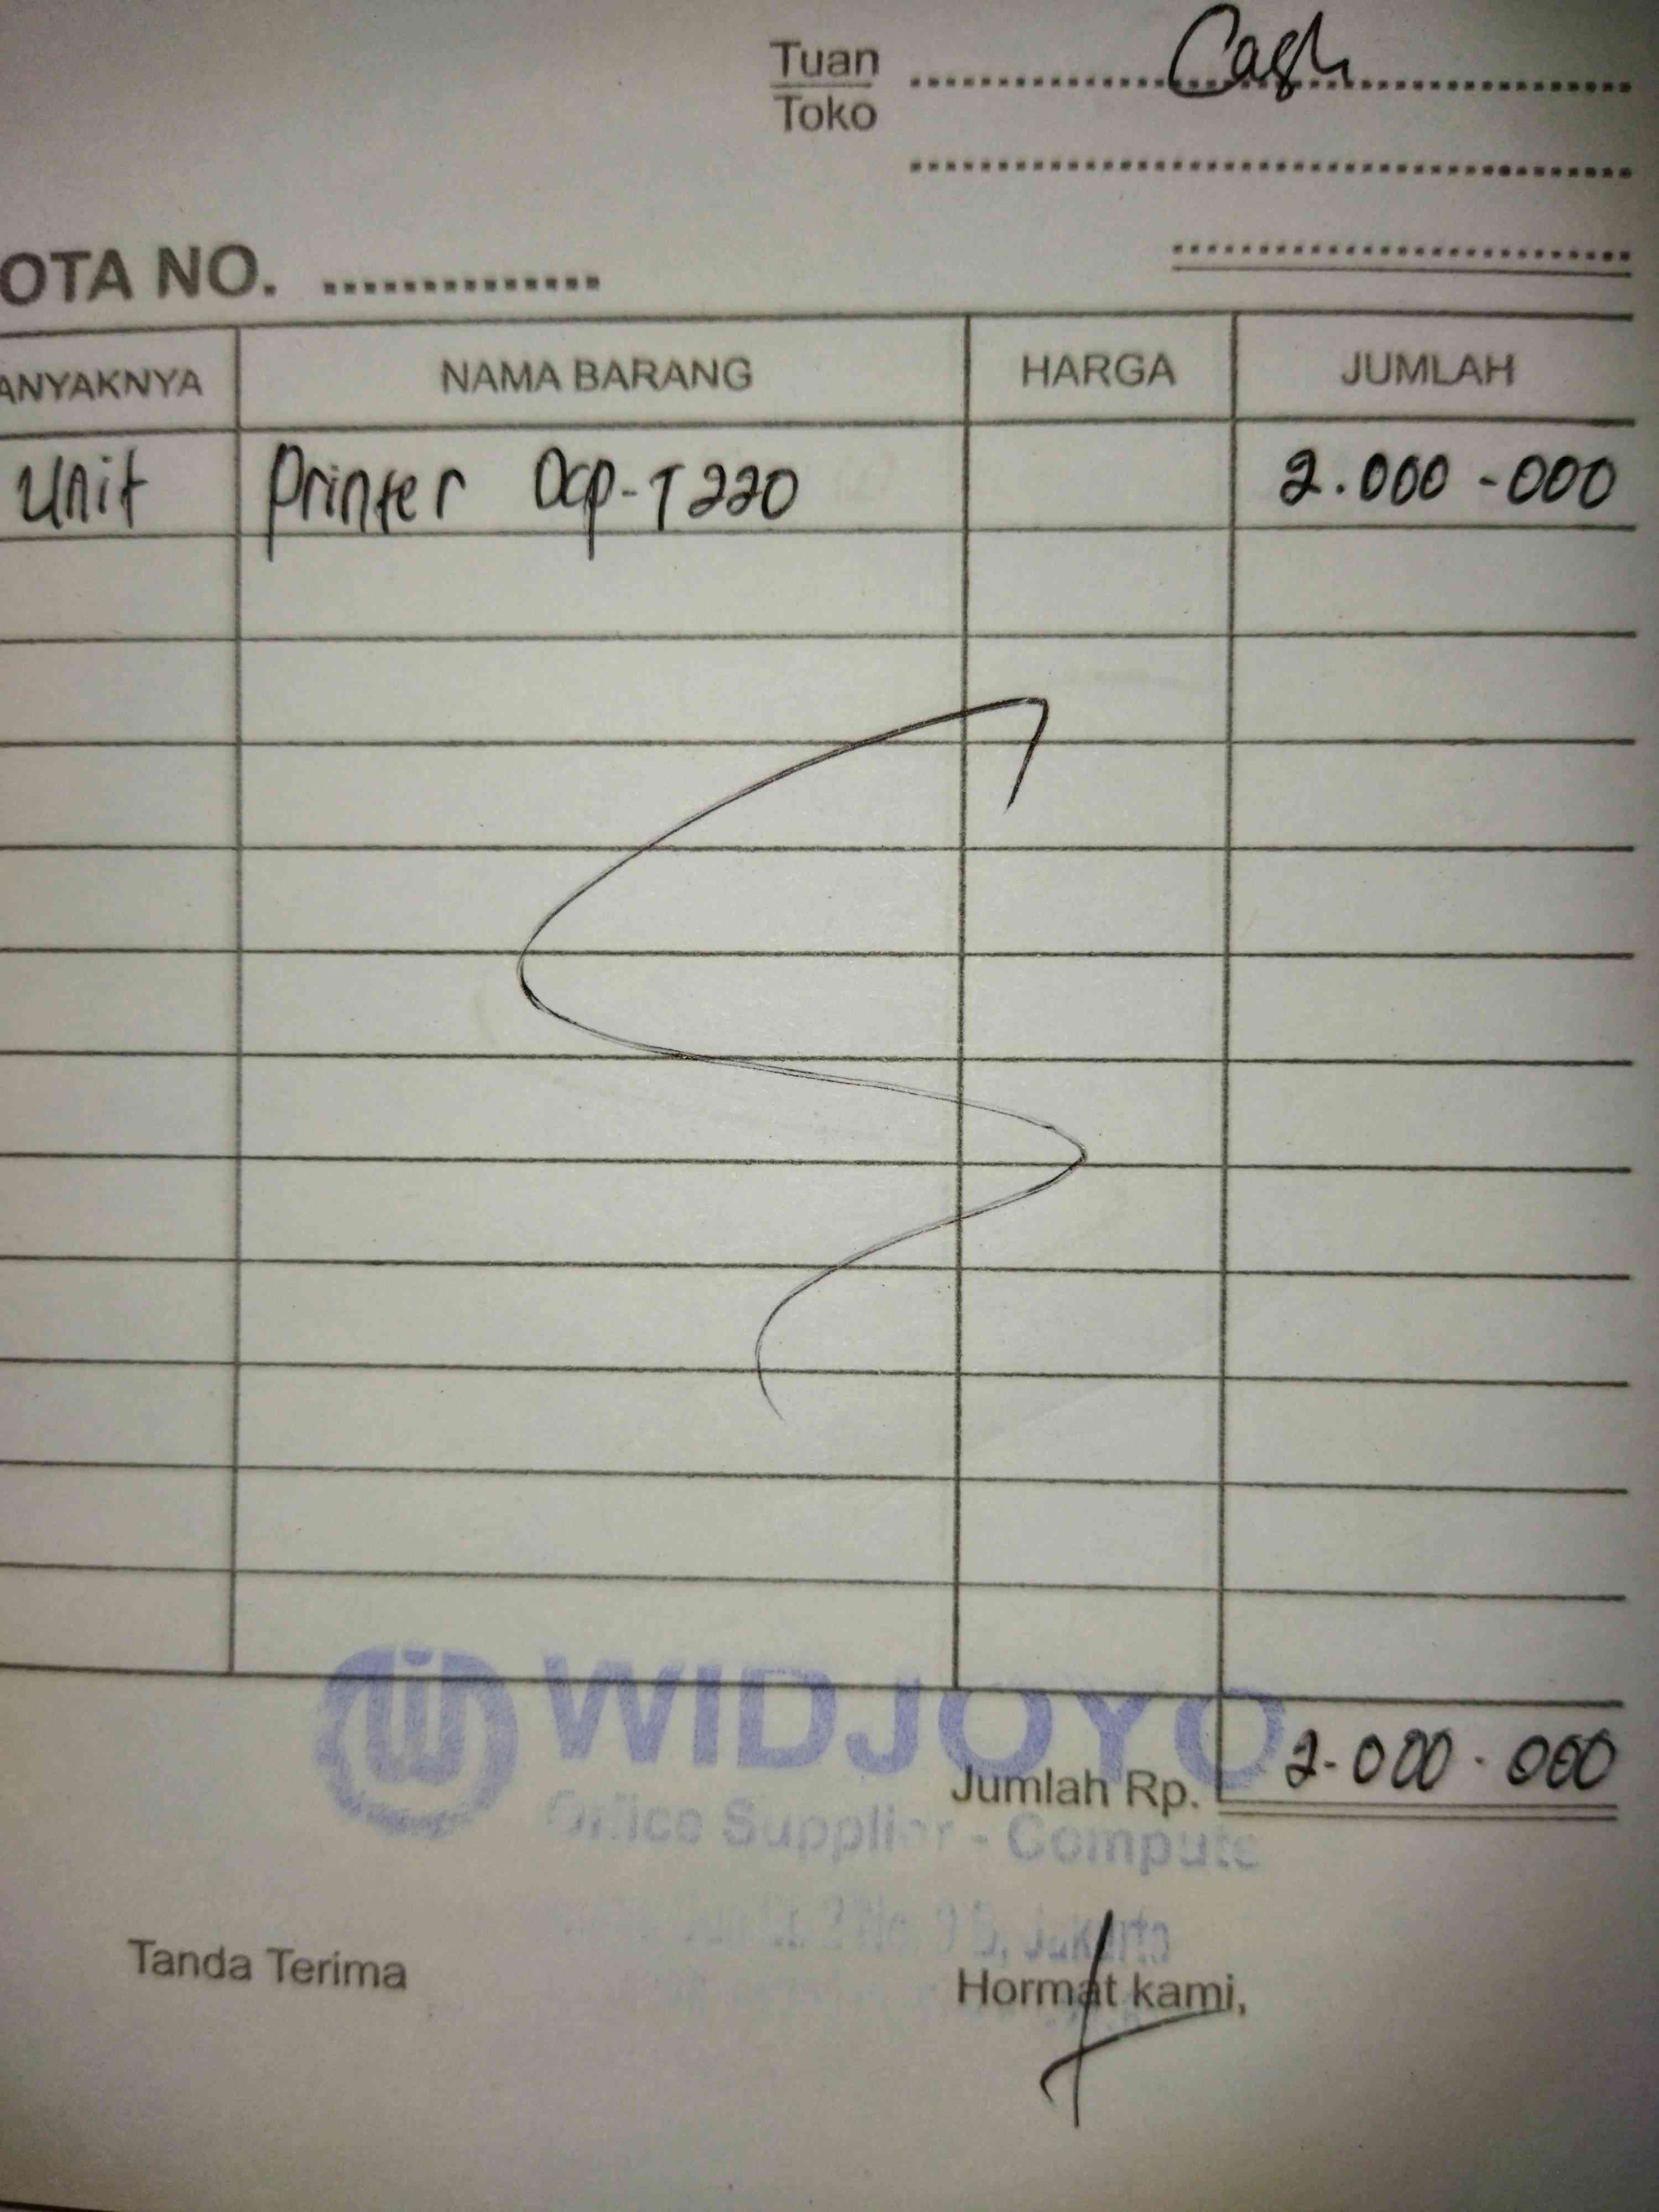 Tuan Cash
Toko
OTA NO.
ANYAKNYA NAMA BARANG HARGA JUMLAH
Unit Printer Dcp-T220 2.000-000
WIDJOYO
Jumlah Rp. 2.000.000
Office Supplier - Compute
Jakarta
Tanda Terima Hormat kami,